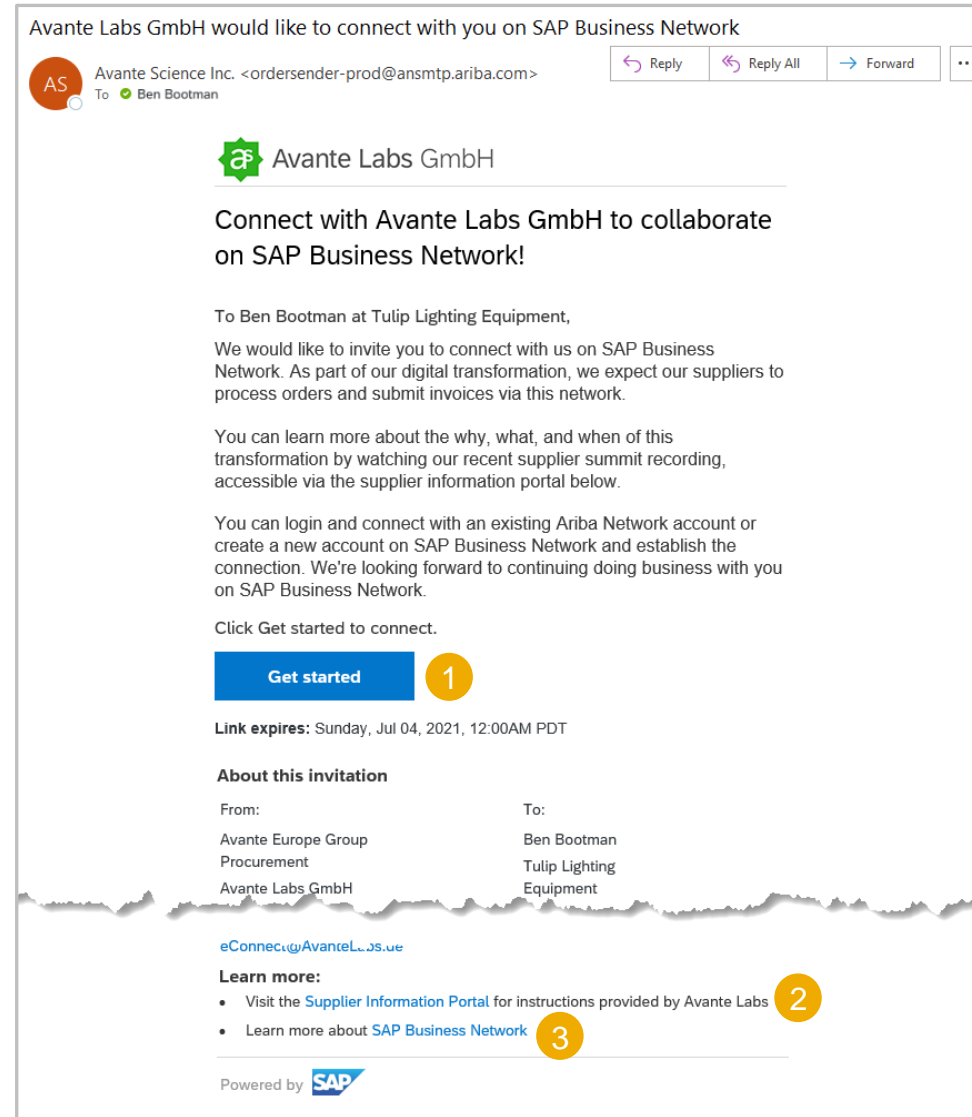 Avante Labs GmbH would like to connect with you on SAP Business Network
AS
Avante Science Inc. <ordersender-prod@ansmtp.ariba.com>
To Ben Bootman
Reply
Reply All
Forward
Avante Labs GmbH
Connect with Avante Labs GmbH to collaborate
on SAP Business Network!
To Ben Bootman at Tulip Lighting Equipment,
We would like to invite you to connect with us on SAP Business
Network. As part of our digital transformation, we expect our suppliers to
process orders and submit invoices via this network.
You can learn more about the why, what, and when of this
transformation by watching our recent supplier summit recording,
accessible via the supplier information portal below.
You can login and connect with an existing Ariba Network account or
create a new account on SAP Business Network and establish the
connection. We're looking forward to continuing doing business with you
on SAP Business Network.
Click Get started to connect.
Get started
1
Link expires: Sunday, Jul 04, 2021, 12:00AM PDT
About this invitation
From:
To:
Avante Europe Group
Ben Bootman
Procurement
Tulip Lighting
Avante Labs GmbH
Equipment
eConnect@AvanteLabs.de
Learn more:
• Visit the Supplier Information Portal for instructions provided by Avante Labs
2
• Learn more about SAP Business Network
3
Powered by SAP